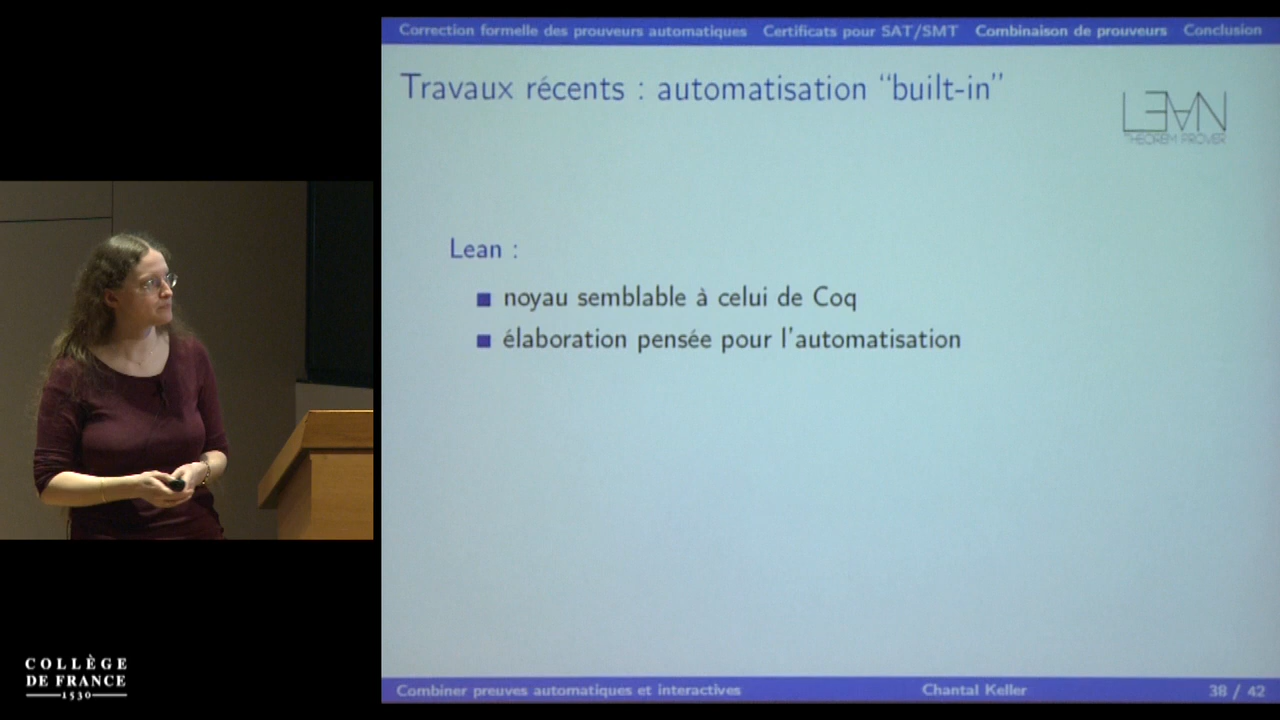 Correction formelle des prouveurs automatiques Certificats pour SAT/SMT Combinaison de prouveurs Conclusion
Travaux récents : automatisation “built-in”
L∃∀N
THEOREM PROVER
Lean :
noyau semblable à celui de Coq
élaboration pensée pour l'automatisation
COLLÈGE
DE FRANCE
1530
Combiner preuves automatiques et interactives Chantal Keller 38 / 42